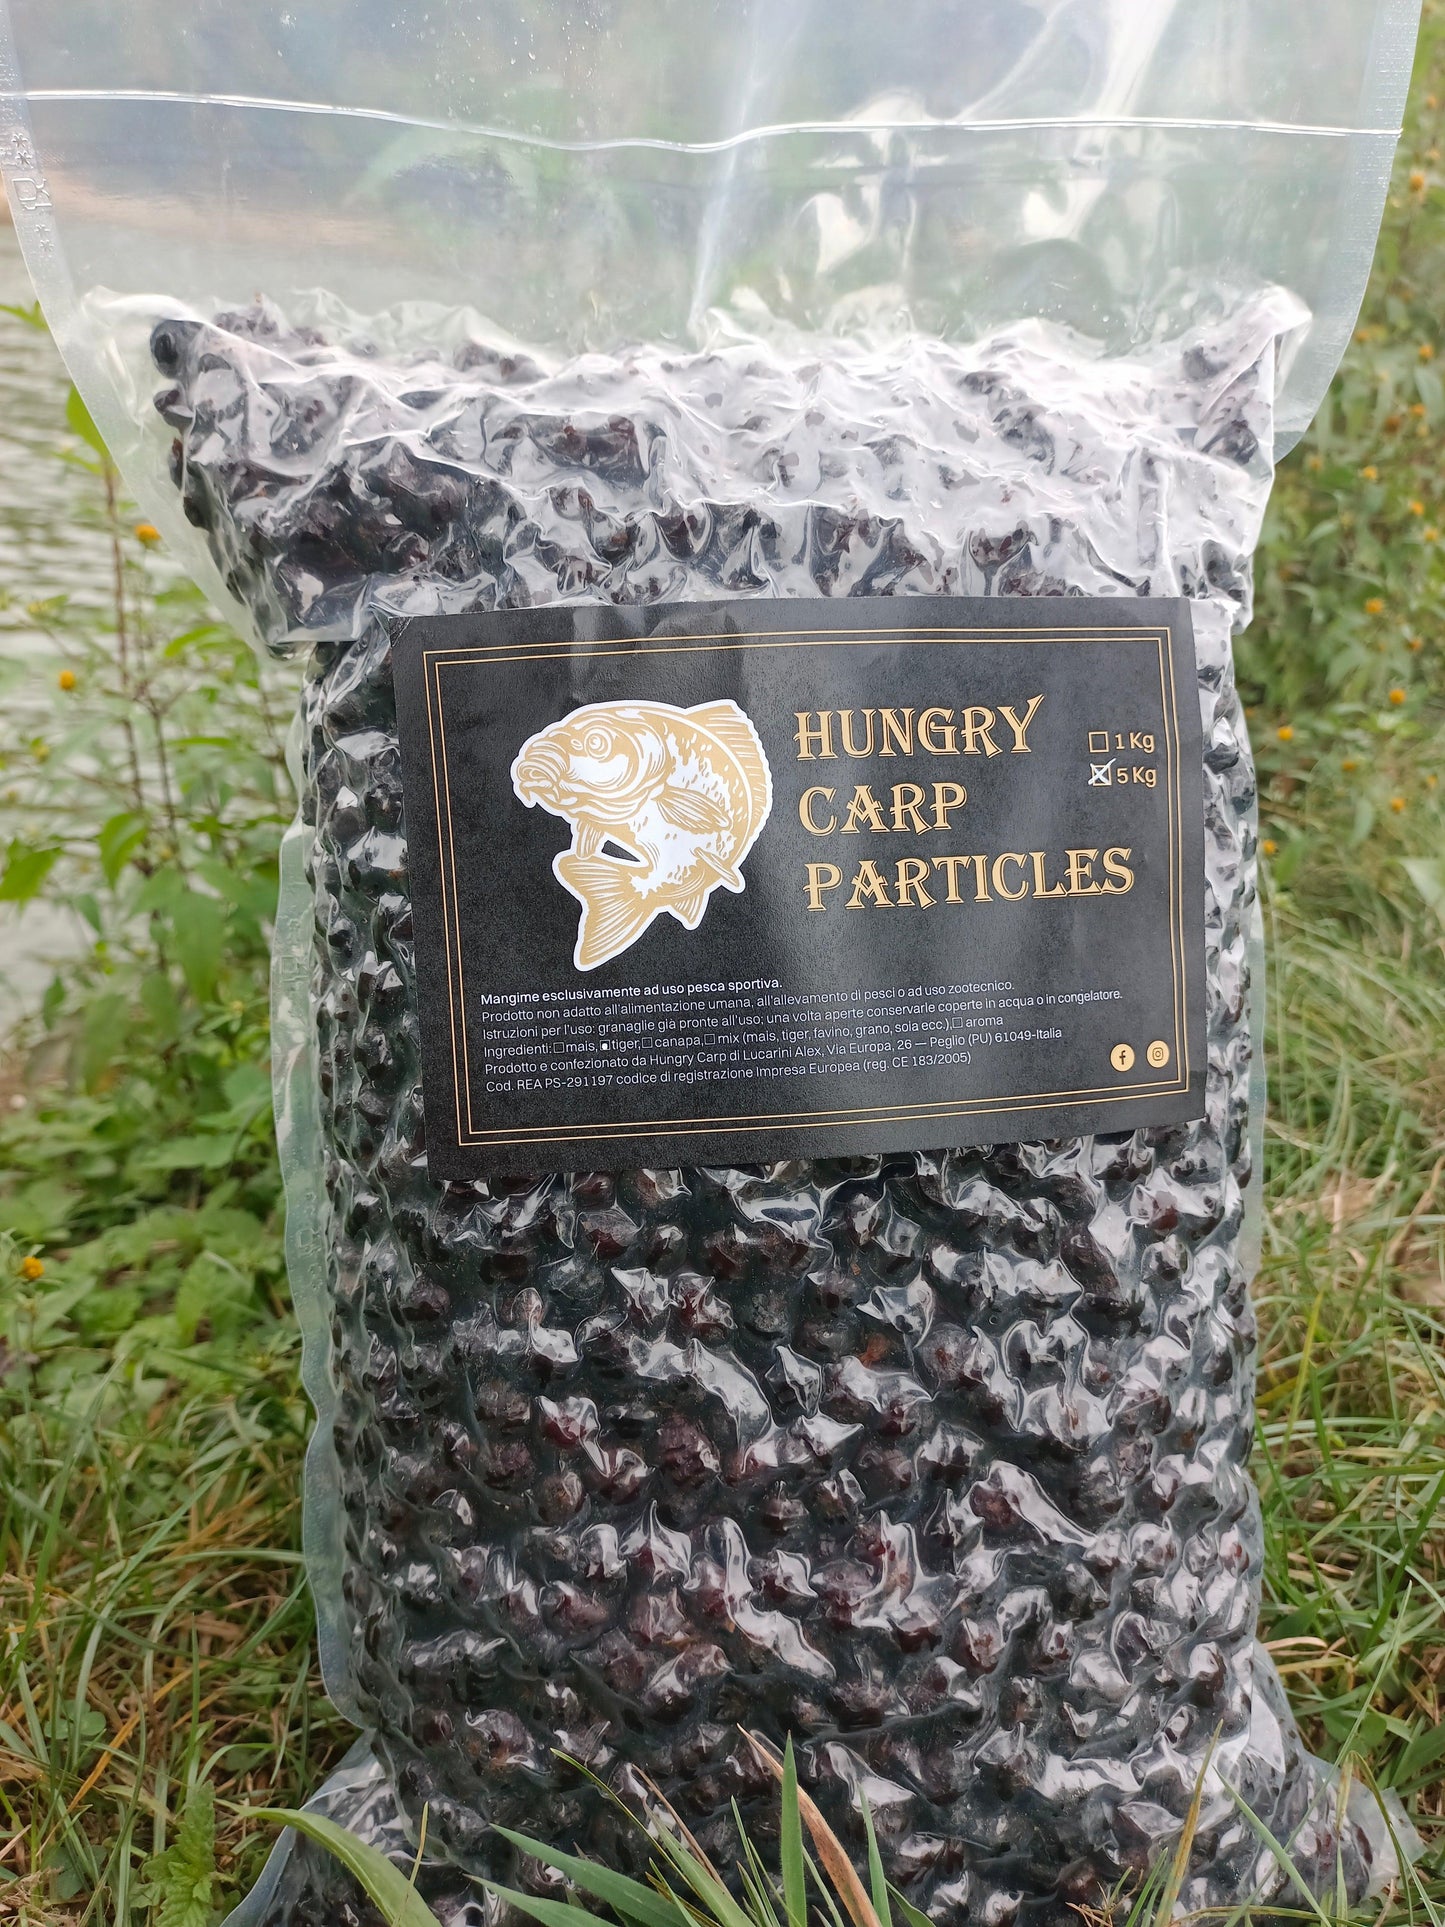 HUNGRY
CARP
PARTICLES
1 Kg
5 Kg
Mangime esclusivamente ad uso pesca sportiva.
Prodotto non adatto all'alimentazione umana, all'allevamento di pesci o ad uso zootecnico.
Istruzioni per l'uso: granaglie già pronte all'uso; una volta aperte conservarle coperte in acqua o in congelatore.
Ingredienti: mais, tiger, canapa, mix (mais, tiger, favino, grano, soia ecc.), aroma
Prodotto e confezionato da Hungry Carp di Lucarini Alex, Via Europa, 26 — Peglio (PU) 61049-Italia
Cod. REA PS-291197 codice di registrazione Impresa Europea (reg. CE 183/2005)